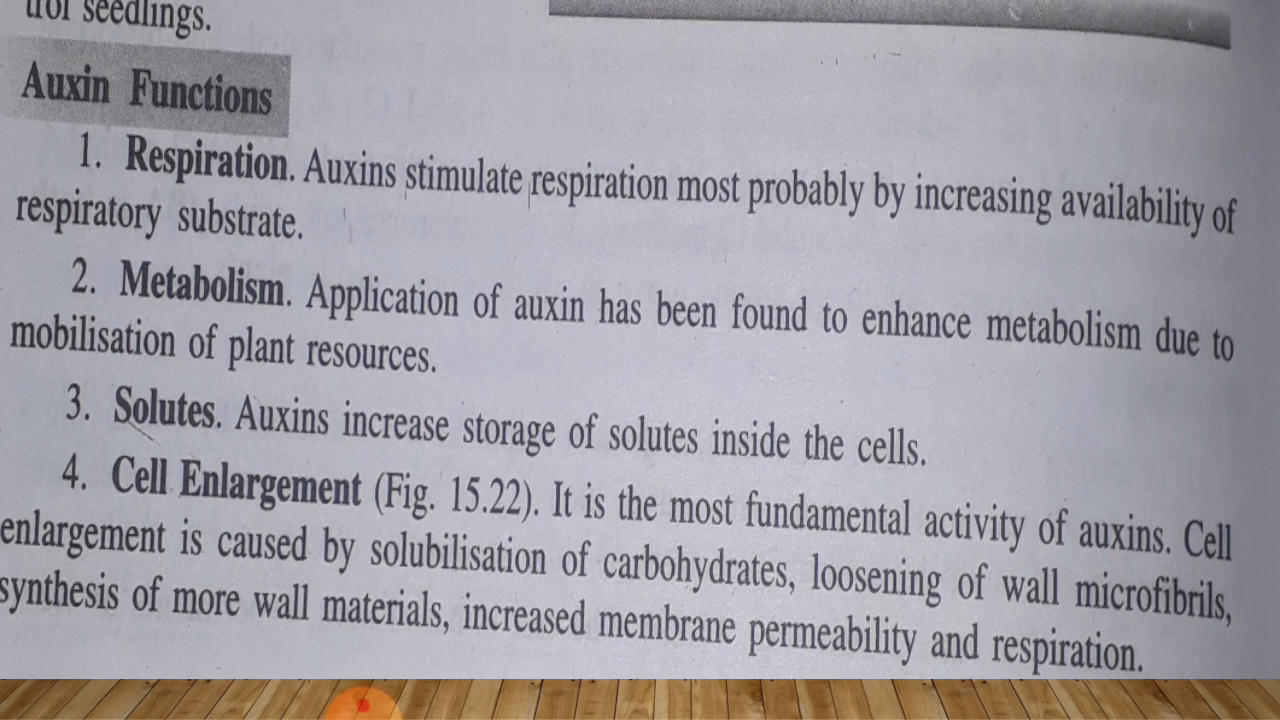 trol seedlings.
Auxin Functions
1. Respiration. Auxins stimulate respiration most probably by increasing availability of
respiratory substrate.
2. Metabolism. Application of auxin has been found to enhance metabolism due to
mobilisation of plant resources.
3. Solutes. Auxins increase storage of solutes inside the cells.
4. Cell Enlargement (Fig. 15.22). It is the most fundamental activity of auxins. Cell
enlargement is caused by solubilisation of carbohydrates, loosening of wall microfibrils,
synthesis of more wall materials, increased membrane permeability and respiration.